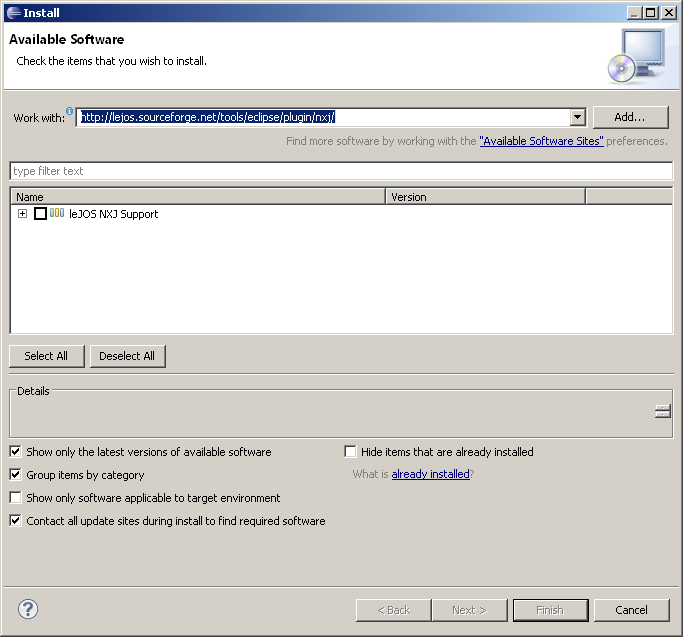 Install
Available Software
Check the items that you wish to install.
Work with: http://lejos.sourceforge.net/tools/eclipse/plugin/nxj/ Add...
Find more software by working with the "Available Software Sites" preferences.
type filter text
Name Version
leJOS NXJ Support
Select All Deselect All
Details
Show only the latest versions of available software Hide items that are already installed
Group items by category What is already installed?
Show only software applicable to target environment
Contact all update sites during install to find required software
? < Back Next > Finish Cancel